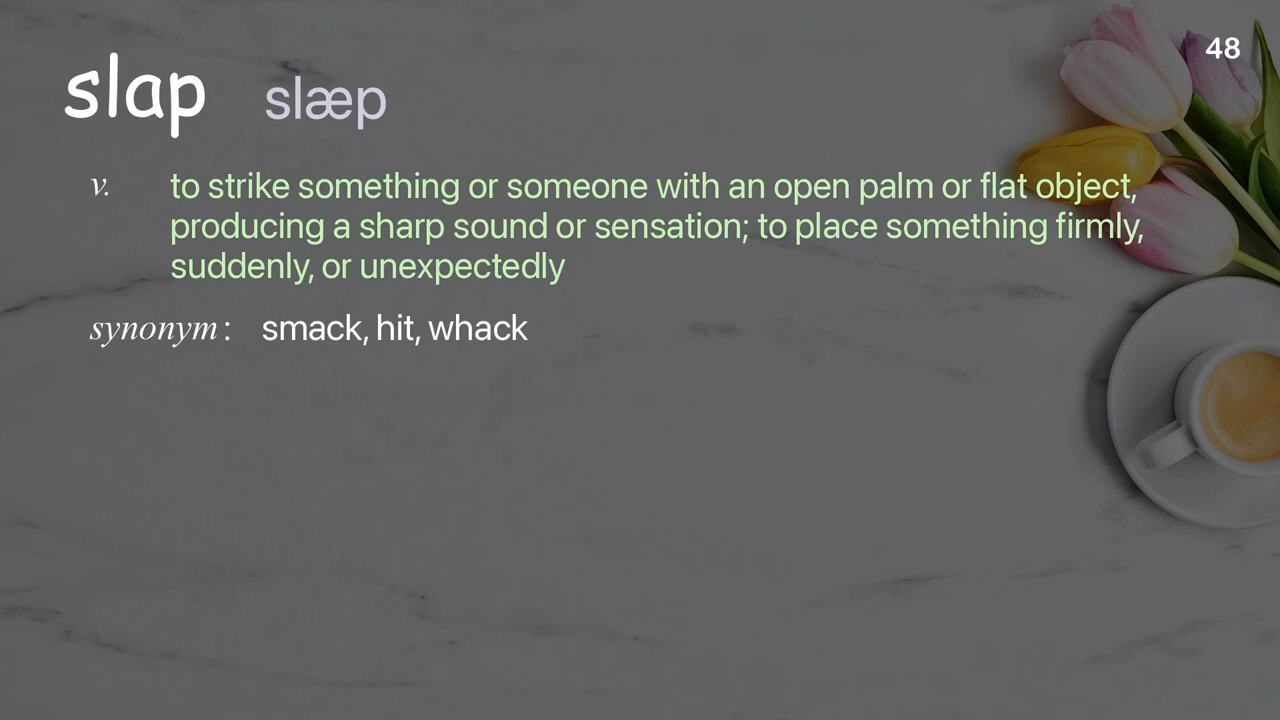 48
slap slæp
v. to strike something or someone with an open palm or flat object,
producing a sharp sound or sensation; to place something firmly,
suddenly, or unexpectedly
synonym: smack, hit, whack